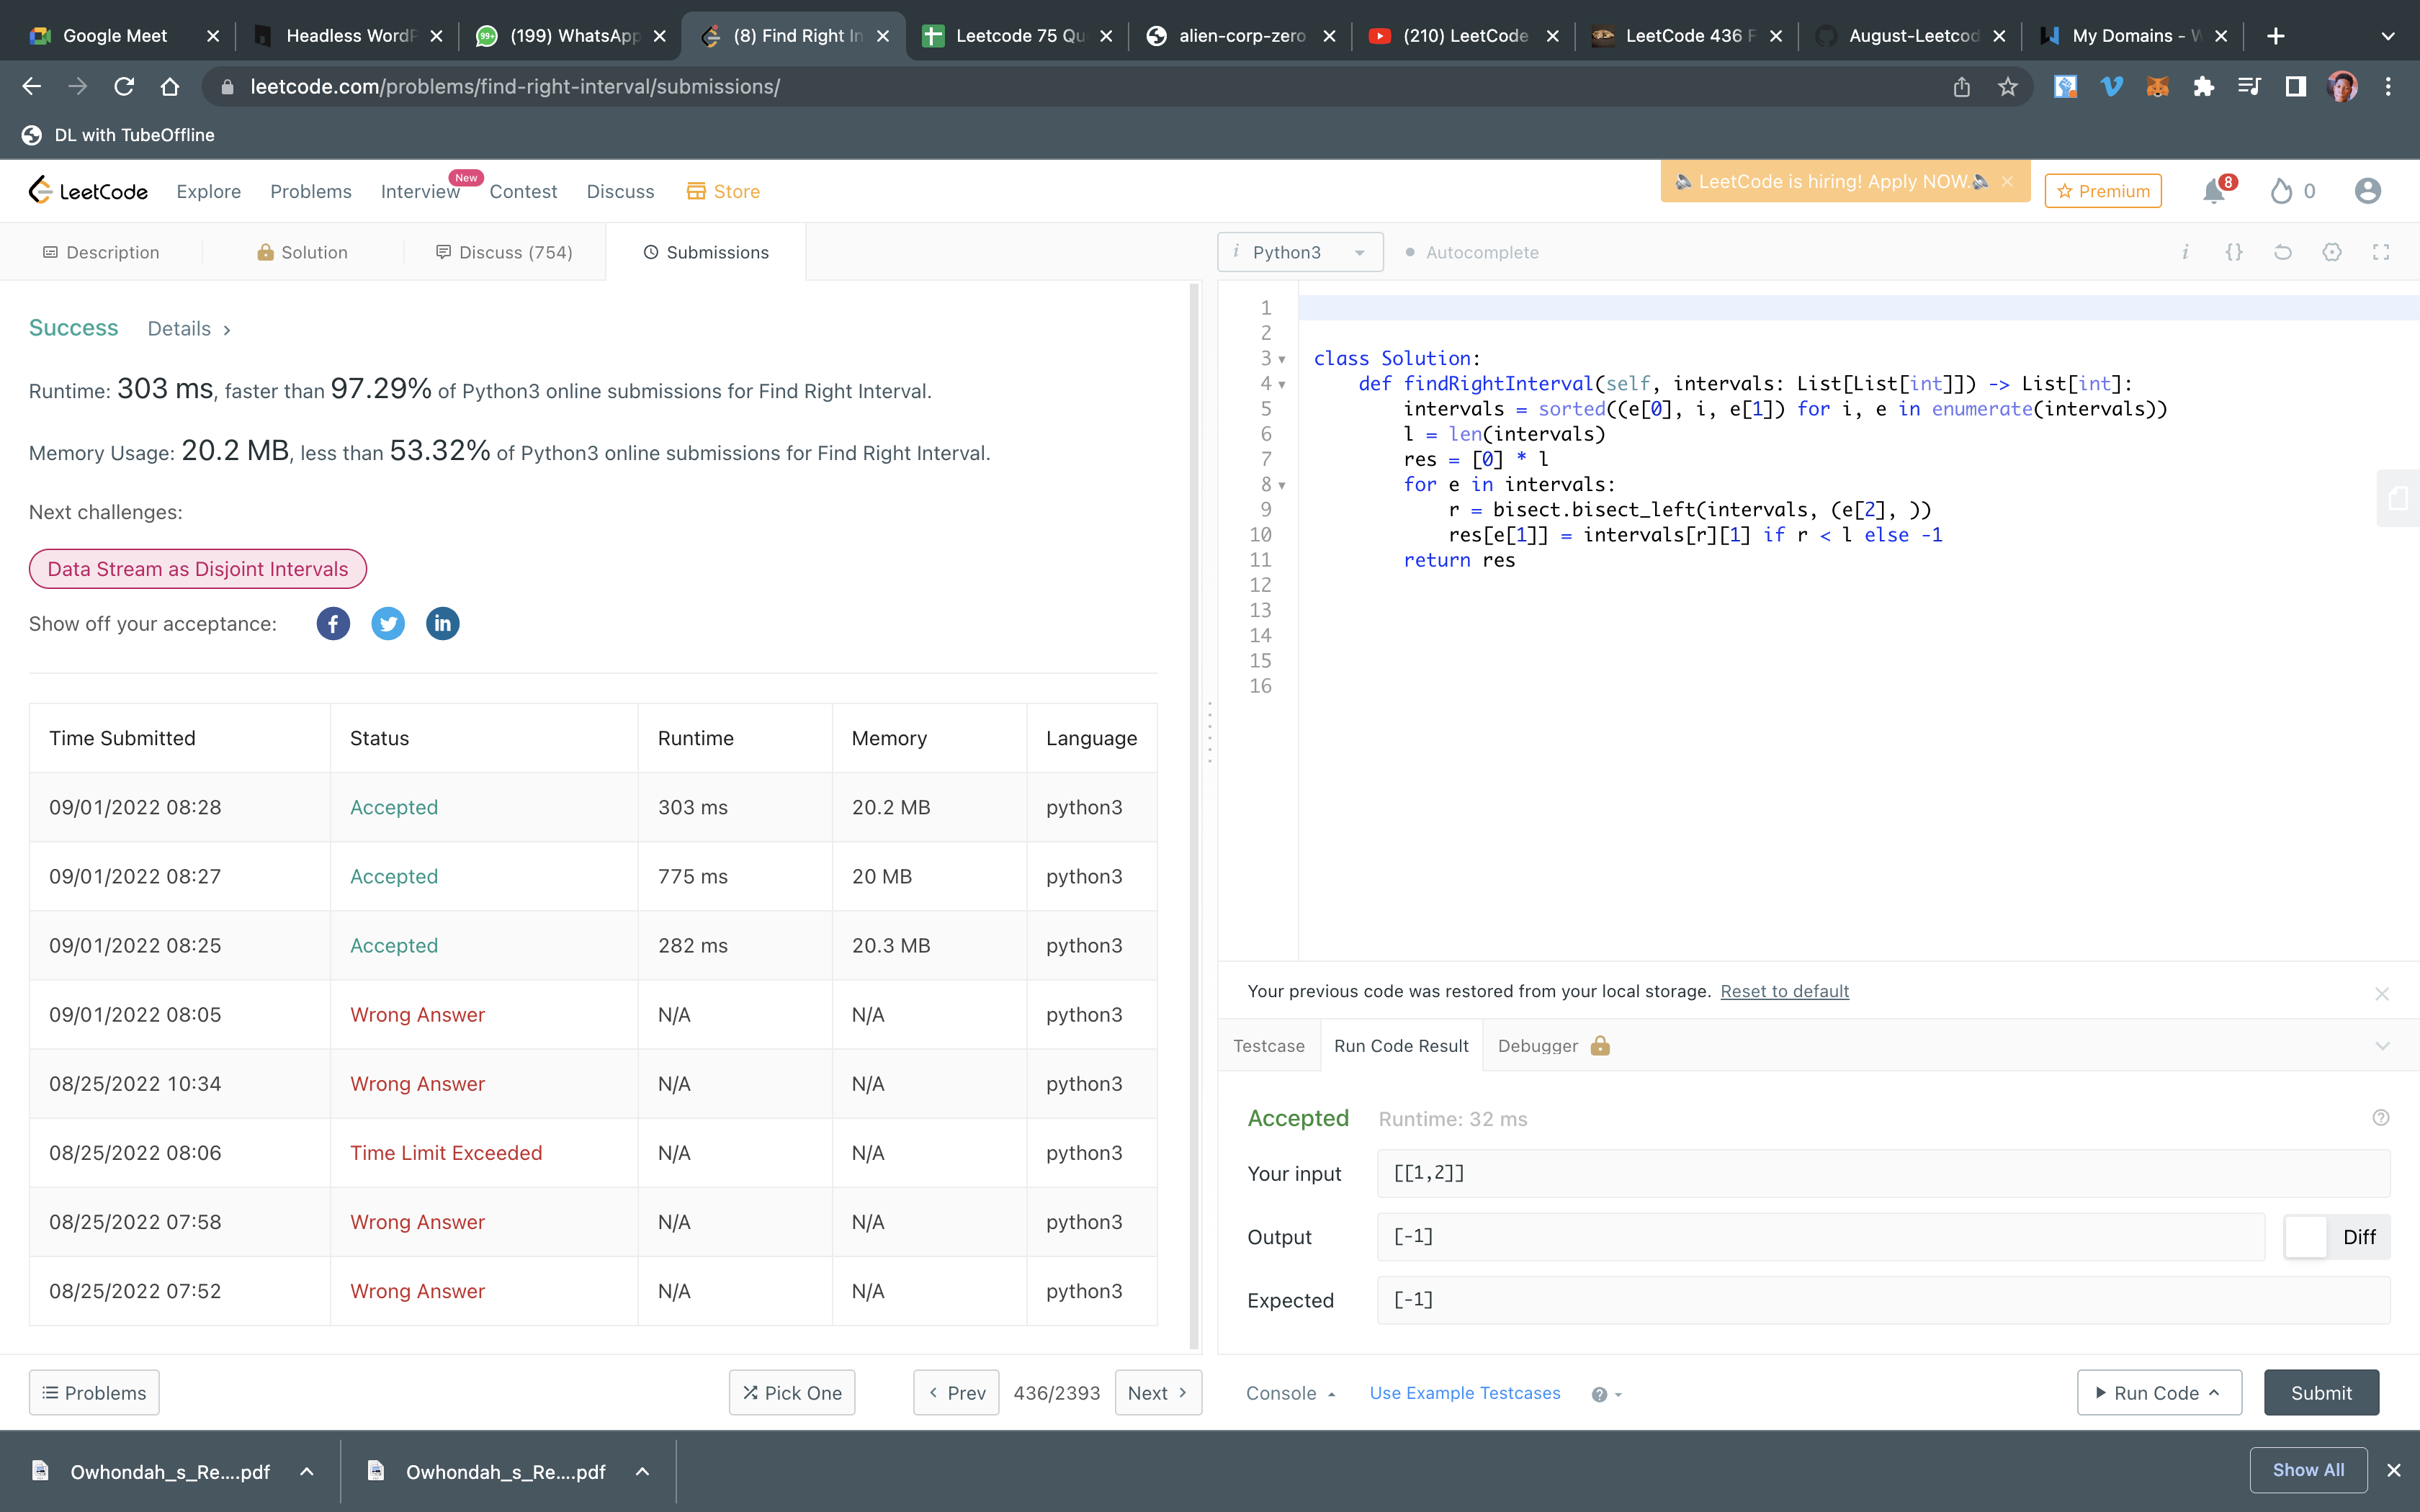 Google Meet
Headless WordP
(199) WhatsApp
(8) Find Right In
Leetcode 75 Qu
alien-corp-zero
(210) LeetCode
LeetCode 436 F
August-Leetcod
My Domains - W
leetcode.com/problems/find-right-interval/submissions/
DL with TubeOffline
LeetCode
Explore
Problems
Interview
New
Contest
Discuss
Store
LeetCode is hiring! Apply NOW.
Premium
8
0
Description
Solution
Discuss (754)
Submissions
i Python3
Autocomplete
i {}
Success
Details
Runtime: 303 ms, faster than 97.29% of Python3 online submissions for Find Right Interval.
Memory Usage: 20.2 MB, less than 53.32% of Python3 online submissions for Find Right Interval.
Next challenges:
Data Stream as Disjoint Intervals
Show off your acceptance:
Time Submitted Status Runtime Memory Language
09/01/2022 08:28 Accepted 303 ms 20.2 MB python3
09/01/2022 08:27 Accepted 775 ms 20 MB python3
09/01/2022 08:25 Accepted 282 ms 20.3 MB python3
09/01/2022 08:05 Wrong Answer N/A N/A python3
08/25/2022 10:34 Wrong Answer N/A N/A python3
08/25/2022 08:06 Time Limit Exceeded N/A N/A python3
08/25/2022 07:58 Wrong Answer N/A N/A python3
08/25/2022 07:52 Wrong Answer N/A N/A python3
Problems
Pick One
Prev
436/2393
Next
1
2
3 class Solution:
4 def findRightInterval(self, intervals: List[List[int]]) -> List[int]:
5 intervals = sorted((e[0], i, e[1]) for i, e in enumerate(intervals))
6 l = len(intervals)
7 res = [0] * l
8 for e in intervals:
9 r = bisect.bisect_left(intervals, (e[2], ))
10 res[e[1]] = intervals[r][1] if r < l else -1
11 return res
12
13
14
15
16
Your previous code was restored from your local storage. Reset to default
Testcase
Run Code Result
Debugger
Accepted Runtime: 32 ms
Your input [[1,2]]
Output [-1]
Diff
Expected [-1]
Console
Use Example Testcases
Run Code
Submit
Owhondah_s_Re....pdf
Owhondah_s_Re....pdf
Show All